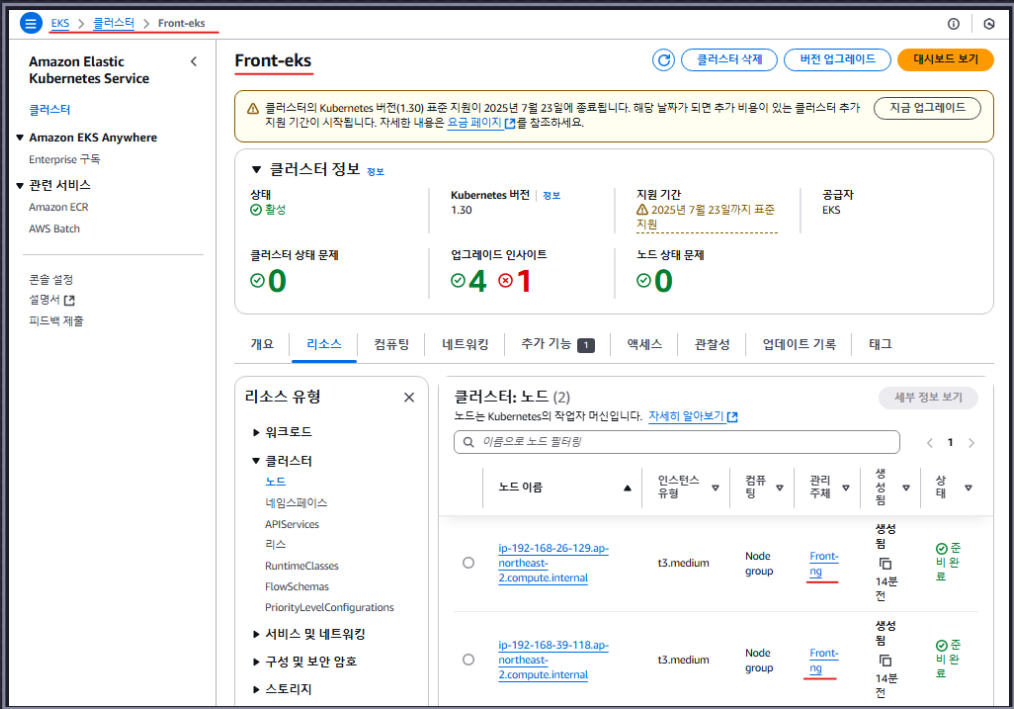 EKS > 클러스터 > Front-eks
Amazon Elastic
Kubernetes Service
클러스터
Amazon EKS Anywhere
Enterprise 구독
관련 서비스
Amazon ECR
AWS Batch
콘솔 설정
설명서
피드백 제출
Front-eks
클러스터 삭제
버전 업그레이드
대시보드 보기
클러스터의 Kubernetes 버전(1.30) 표준 지원이 2025년 7월 23일에 종료됩니다. 해당 날짜가 되면 추가 비용이 있는 클러스터 추가
지원 기간이 시작됩니다. 자세한 내용은 요금 페이지를 참조하세요.
지금 업그레이드
클러스터 정보 정보
상태
활성
Kubernetes 버전 | 정보
1.30
지원 기간
2025년 7월 23일까지 표준
지원
공급자
EKS
클러스터 상태 문제
0
업그레이드 인사이트
4 1
노드 상태 문제
0
개요 리소스 컴퓨팅 네트워킹 추가 기능 1 액세스 관찰성 업데이트 기록 태그
리소스 유형
워크로드
클러스터
노드
네임스페이스
APIServices
리스
RuntimeClasses
FlowSchemas
PriorityLevelConfigurations
서비스 및 네트워킹
구성 및 보안 암호
스토리지
클러스터: 노드 (2)
세부 정보 보기
노드는 Kubernetes의 작업자 머신입니다. 자세히 알아보기
이름으로 노드 필터링
< 1 >
노드 이름
인스턴스
유형
컴퓨
팅
관리
주체
생
성
됨
상
태
ip-192-168-26-129.ap-
northeast-
2.compute.internal
t3.medium
Node
group
Front-
ng
생성
됨
14분
전
준
비 완
료
ip-192-168-39-118.ap-
northeast-
2.compute.internal
t3.medium
Node
group
Front-
ng
생성
됨
14분
전
준
비 완
료